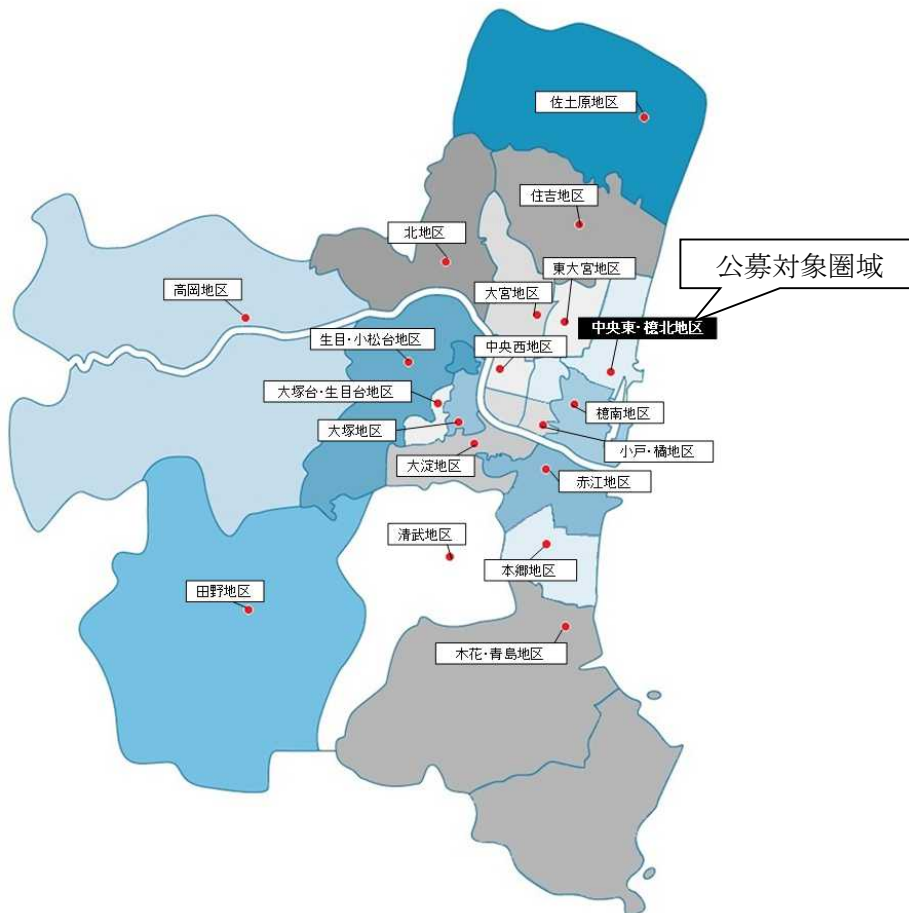 佐土原地区
住吉地区
北地区
東大宮地区
公募対象圏域
高岡地区
大宮地区
中央東・檍北地区
生目・小松台地区
中央西地区
大塚台・生目台地区
檍南地区
大塚地区
小戸・橘地区
大淀地区
赤江地区
清武地区
本郷地区
田野地区
木花・青島地区